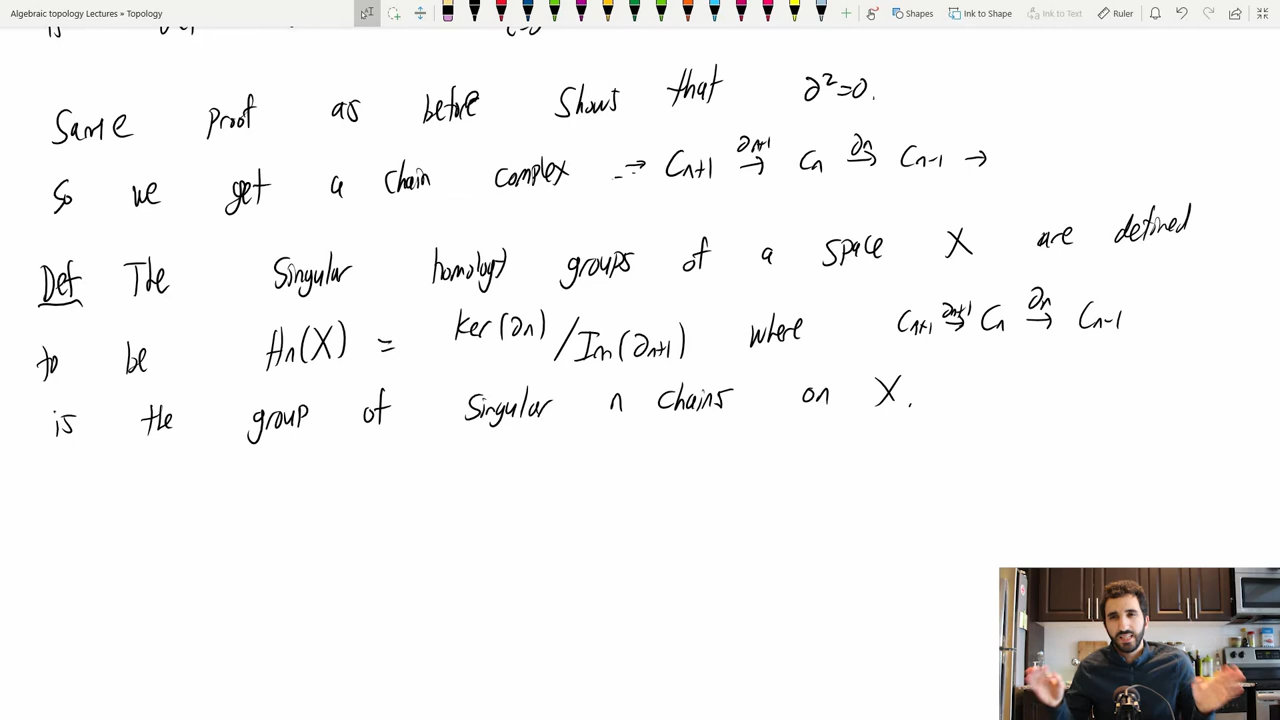 Algebraic topology Lectures » Topology
Shapes Ink to Shape Ink to Text Ruler
Same Proof as before shows that ∂²=0.
So we get a chain complex ... → Cn+1 ∂n+1→ Cn ∂n→ Cn-1 →
Def The Singular homology groups of a space X are defined
to be Hn(X) = ker(∂n) / Im(∂n+1) where Cn+1 ∂n+1→ Cn ∂n→ Cn-1
is the group of Singular n chains on X.